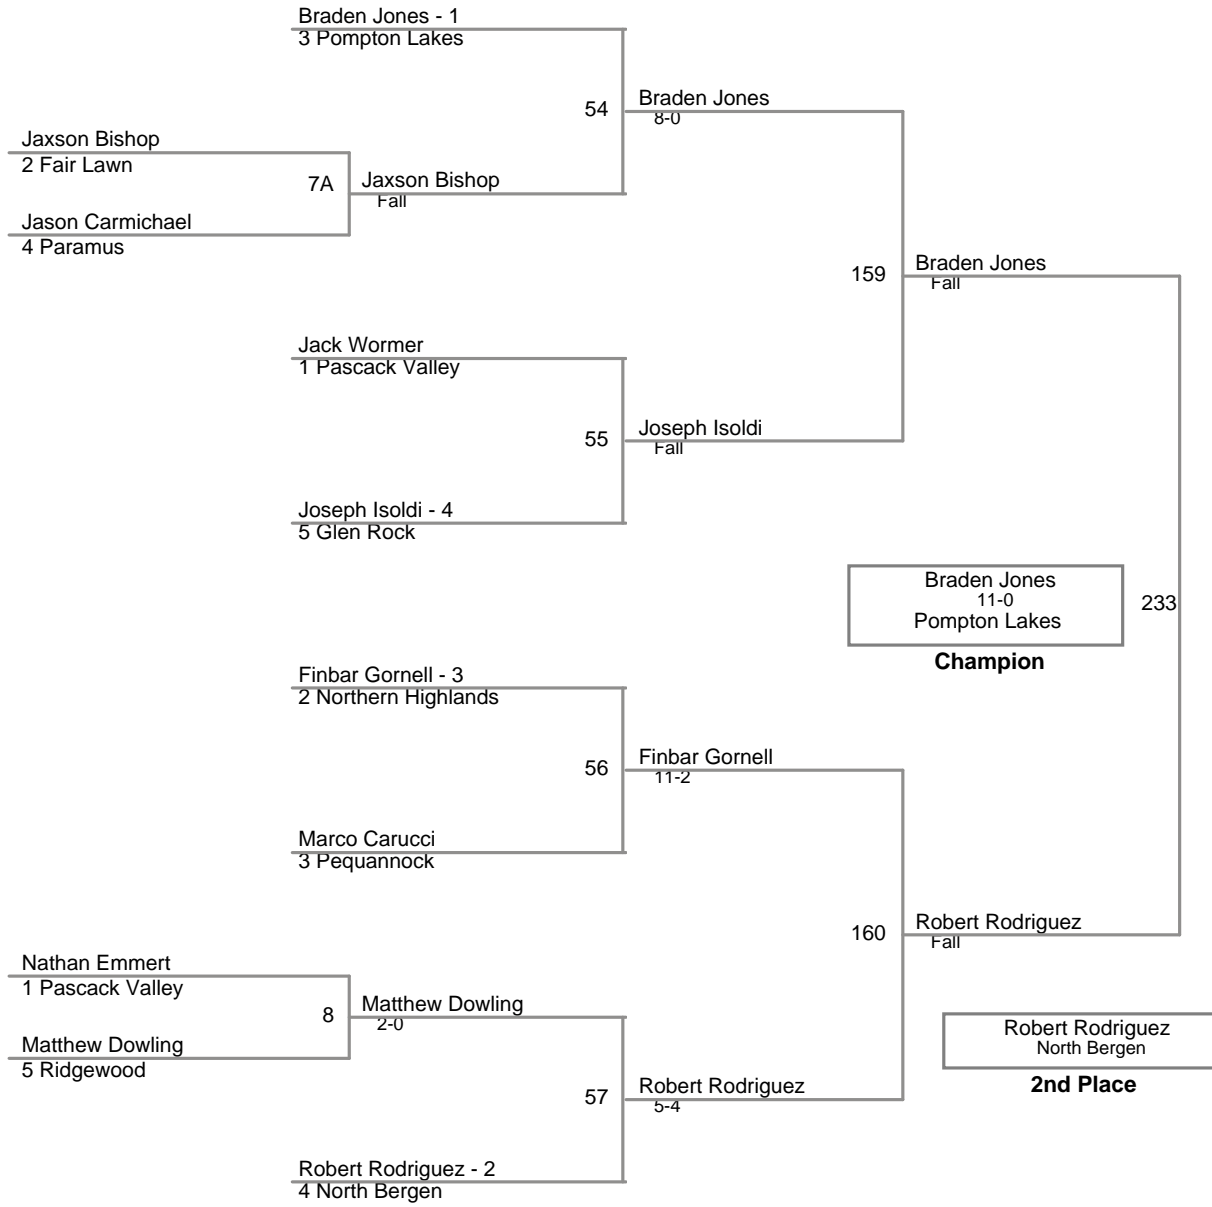 Braden Jones - 1
3 Pompton Lakes
54
Braden Jones
8-0
Jaxson Bishop
2 Fair Lawn
7A
Jaxson Bishop
Fall
Jason Carmichael
4 Paramus
159
Braden Jones
Fall
Jack Wormer
1 Pascack Valley
55
Joseph Isoldi
Fall
Joseph Isoldi - 4
5 Glen Rock
Braden Jones
11-0
Pompton Lakes
Champion
233
Finbar Gornell - 3
2 Northern Highlands
56
Finbar Gornell
11-2
Marco Carucci
3 Pequannock
160
Robert Rodriguez
Fall
Nathan Emmert
1 Pascack Valley
8
Matthew Dowling
2-0
Matthew Dowling
5 Ridgewood
57
Robert Rodriguez
5-4
Robert Rodriguez
North Bergen
2nd Place
Robert Rodriguez - 2
4 North Bergen